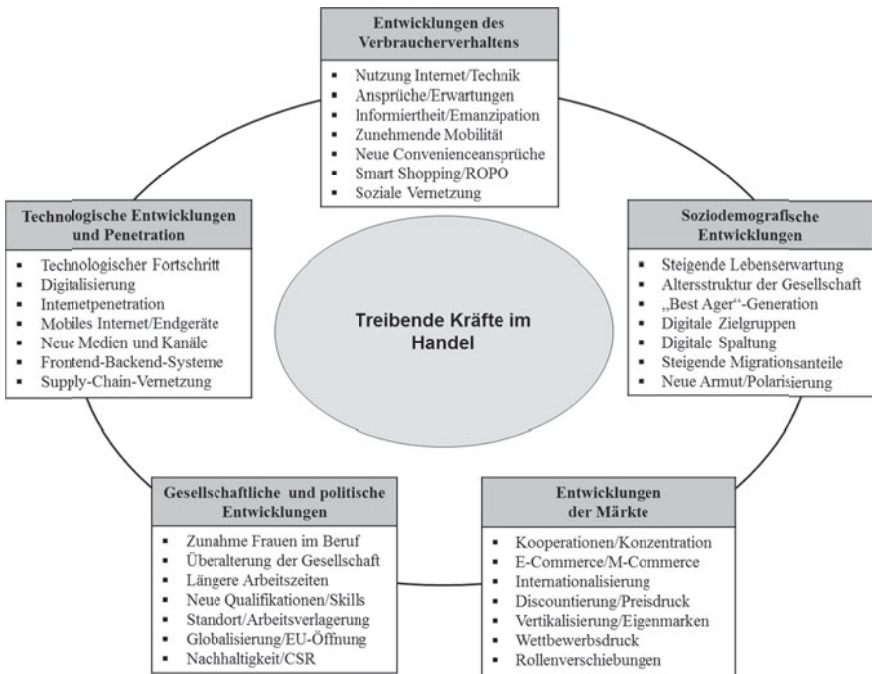 Entwicklungen des
Verbraucherverhaltens
▪ Nutzung Internet/Technik
▪ Ansprüche/Erwartungen
▪ Informiertheit/Emanzipation
▪ Zunehmende Mobilität
▪ Neue Convenienceansprüche
▪ Smart Shopping/ROPO
▪ Soziale Vernetzung
Technologische Entwicklungen
und Penetration
▪ Technologischer Fortschritt
▪ Digitalisierung
▪ Internetpenetration
▪ Mobiles Internet/Endgeräte
▪ Neue Medien und Kanäle
▪ Frontend-Backend-Systeme
▪ Supply-Chain-Vernetzung
Treibende Kräfte im
Handel
Soziodemografische
Entwicklungen
▪ Steigende Lebenserwartung
▪ Altersstruktur der Gesellschaft
▪ „Best Ager“-Generation
▪ Digitale Zielgruppen
▪ Digitale Spaltung
▪ Steigende Migrationsanteile
▪ Neue Armut/Polarisierung
Gesellschaftliche und politische
Entwicklungen
▪ Zunahme Frauen im Beruf
▪ Überalterung der Gesellschaft
▪ Längere Arbeitszeiten
▪ Neue Qualifikationen/Skills
▪ Standort/Arbeitsverlagerung
▪ Globalisierung/EU-Öffnung
▪ Nachhaltigkeit/CSR
Entwicklungen
der Märkte
▪ Kooperationen/Konzentration
▪ E-Commerce/M-Commerce
▪ Internationalisierung
▪ Discountierung/Preisdruck
▪ Vertikalisierung/Eigenmarken
▪ Wettbewerbsdruck
▪ Rollenverschiebungen